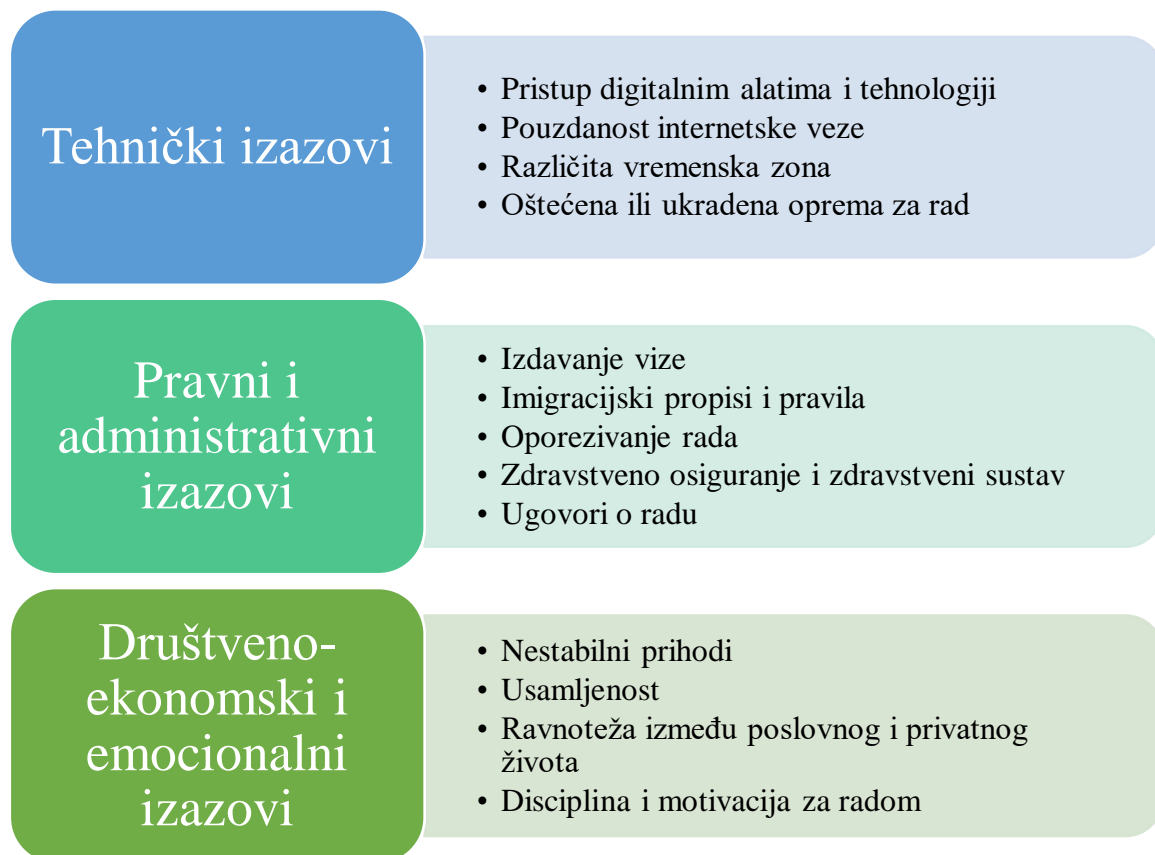 Tehnički izazovi
• Pristup digitalnim alatima i tehnologiji
• Pouzdanost internetske veze
• Različita vremenska zona
• Oštećena ili ukradena oprema za rad
Pravni i
administrativni
izazovi
• Izdavanje vize
• Imigracijski propisi i pravila
• Oporezivanje rada
• Zdravstveno osiguranje i zdravstveni sustav
• Ugovori o radu
Društveno-
ekonomski i
emocionalni
izazovi
• Nestabilni prihodi
• Usamljenost
• Ravnoteža između poslovnog i privatnog
života
• Disciplina i motivacija za radom